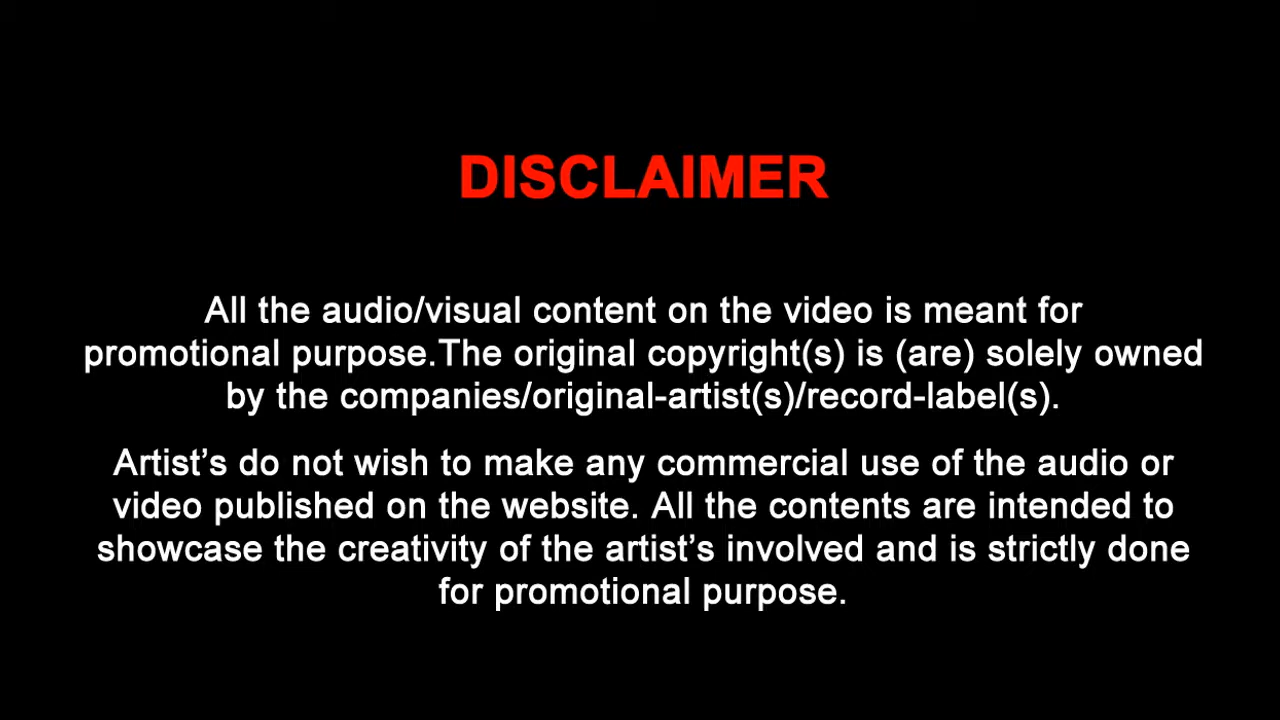 DISCLAIMER
All the audio/visual content on the video is meant for
promotional purpose.The original copyright(s) is (are) solely owned
by the companies/original-artist(s)/record-label(s).
Artist’s do not wish to make any commercial use of the audio or
video published on the website. All the contents are intended to
showcase the creativity of the artist’s involved and is strictly done
for promotional purpose.